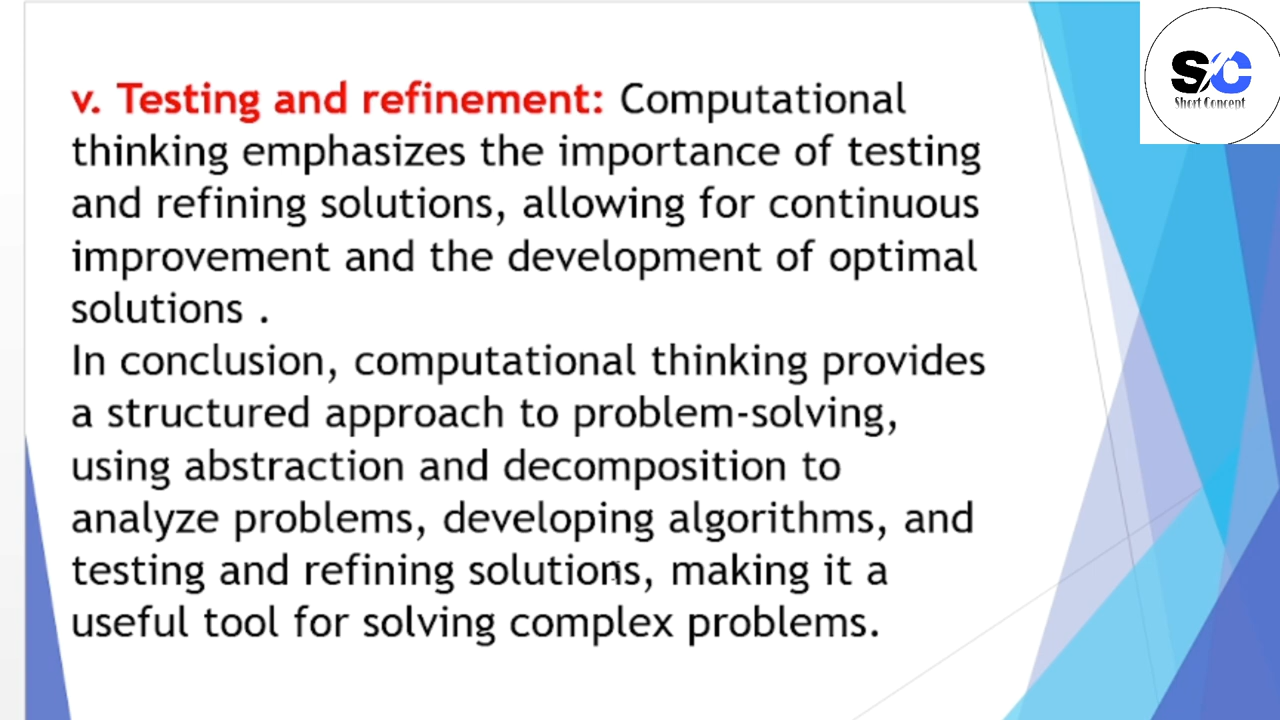 v. Testing and refinement: Computational
thinking emphasizes the importance of testing
and refining solutions, allowing for continuous
improvement and the development of optimal
solutions .
In conclusion, computational thinking provides
a structured approach to problem-solving,
using abstraction and decomposition to
analyze problems, developing algorithms, and
testing and refining solutions, making it a
useful tool for solving complex problems.
SC
Short Concept